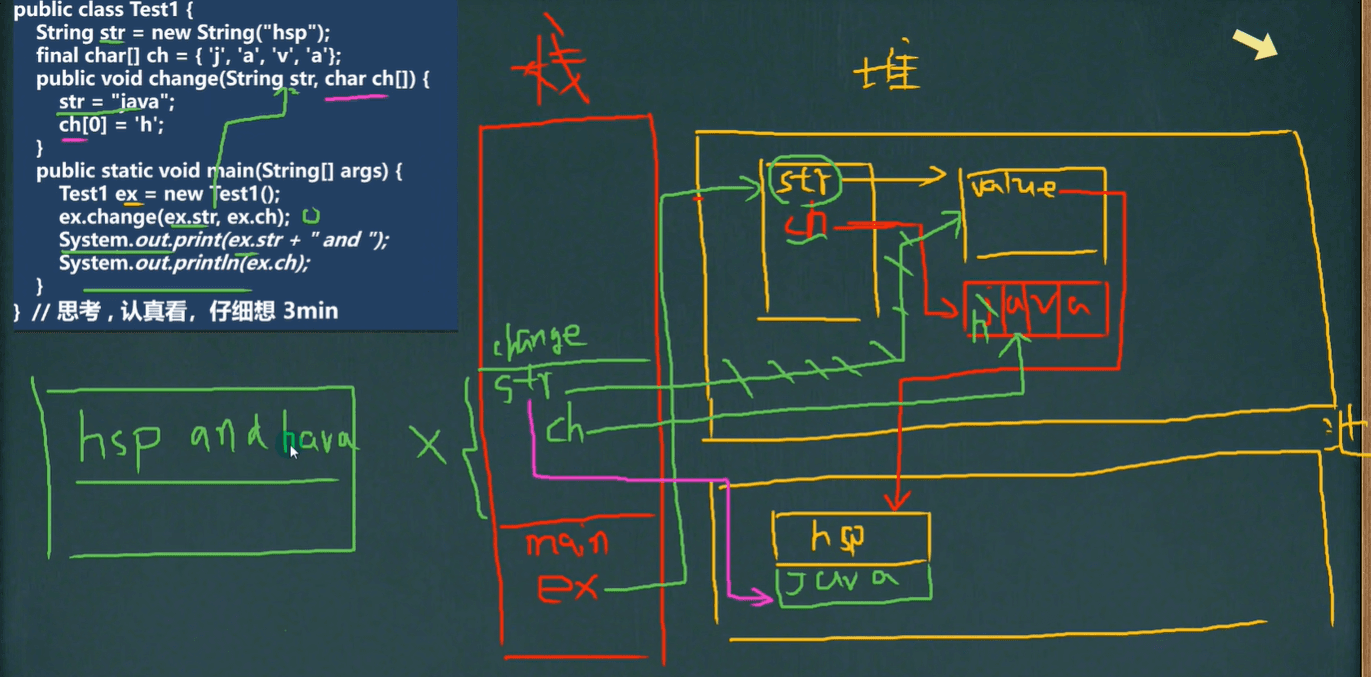 public class Test1 {
String str = new String("hsp");
final char[] ch = { 'j', 'a', 'v', 'a'};
public void change(String str, char ch[]) {
str = "java";
ch[0] = 'h';
}
public static void main(String[] args) {
Test1 ex = new Test1();
ex.change(ex.str, ex.ch);
System.out.print(ex.str + " and ");
System.out.println(ex.ch);
}
} // 思考，认真看，仔细想 3min
栈
堆
str
value
ch
j a v a
h
change
str
ch
hsp and hava
main
ex
hsp
java